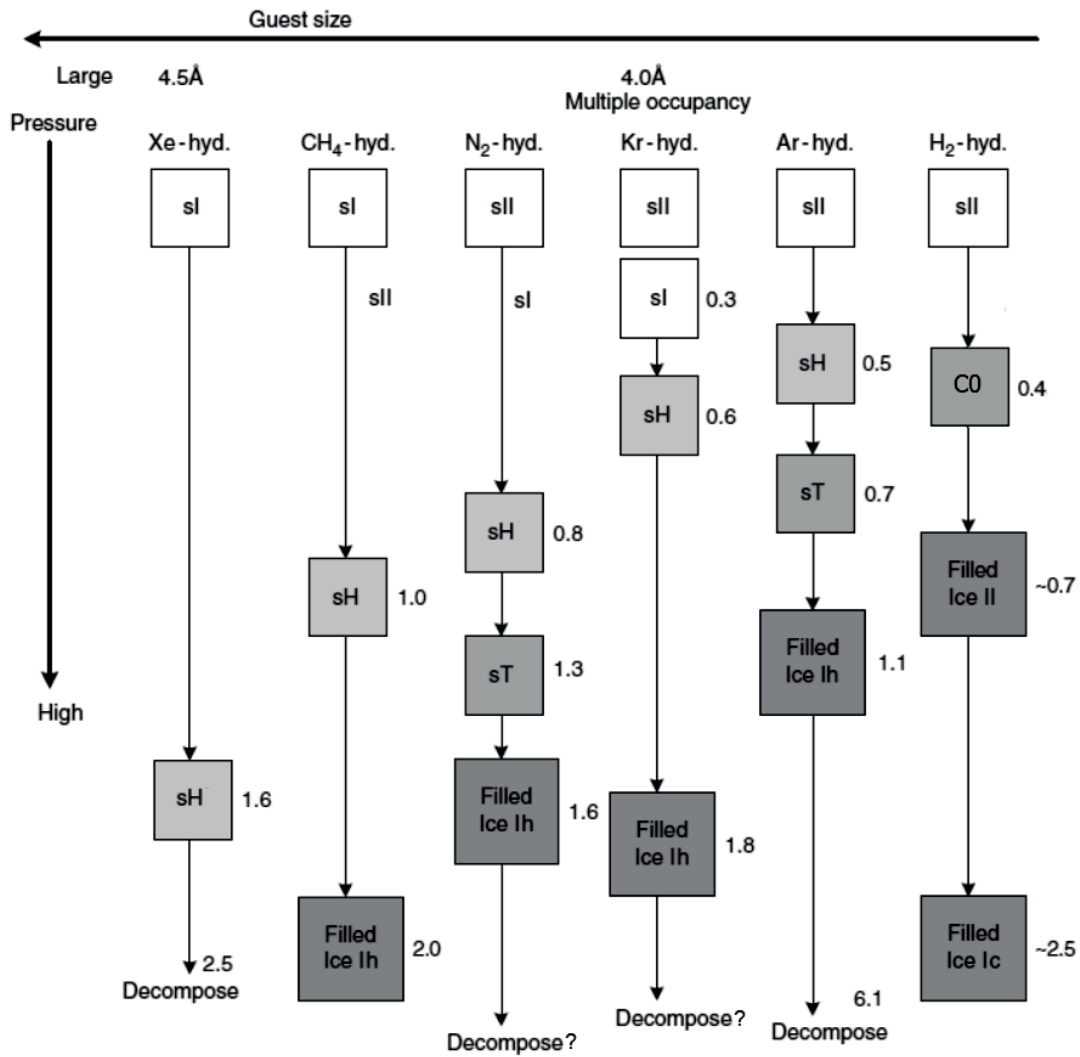 Guest size
Large 4.5Å 4.0Å
Multiple occupancy
Pressure
Xe-hyd. CH4-hyd. N2-hyd. Kr-hyd. Ar-hyd. H2-hyd.
sI sI sII sII sII sII
sII sI sI 0.3
sH 0.5
C0 0.4
sH 0.6
sT 0.7
sH 0.8
Filled
Ice II ~0.7
sH 1.0
Filled
Ice Ih 1.1
sT 1.3
High
sH 1.6
Filled
Ice Ih 1.6
Filled
Ice Ih 1.8
Filled
Ice Ih 2.0
Filled
Ice Ic ~2.5
2.5
Decompose
6.1
Decompose?
Decompose
Decompose?